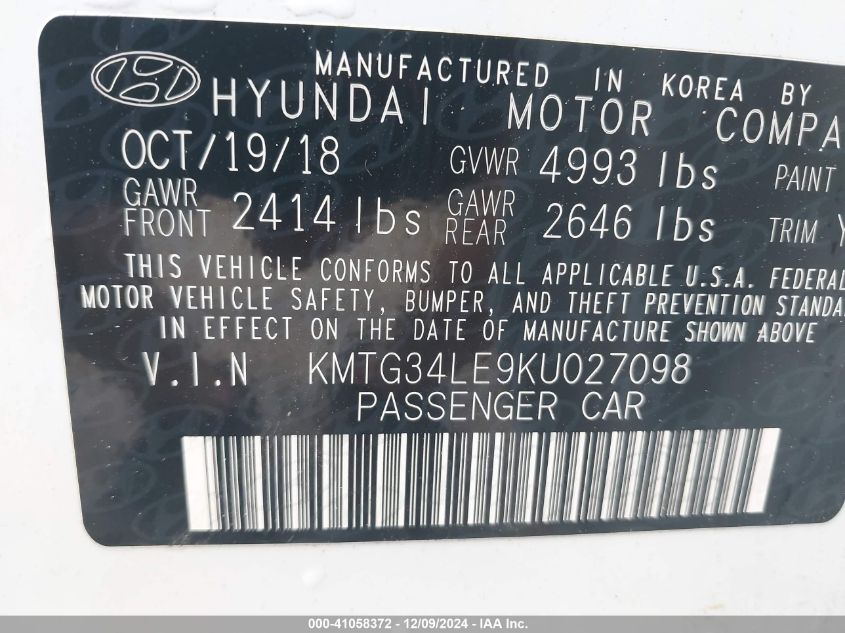 MANUFACTURED IN KOREA BY
HYUNDAI MOTOR COMPA
OCT/19/18 GVWR 4993 lbs PAINT
GAWR FRONT 2414 lbs GAWR REAR 2646 lbs TRIM Y
THIS VEHICLE CONFORMS TO ALL APPLICABLE U.S.A. FEDERAL
MOTOR VEHICLE SAFETY, BUMPER, AND THEFT PREVENTION STANDA
IN EFFECT ON THE DATE OF MANUFACTURE SHOWN ABOVE
V.I.N KMTG34LE9KU027098
PASSENGER CAR
000-41058372 / 12/09/2024 - IAA Inc.